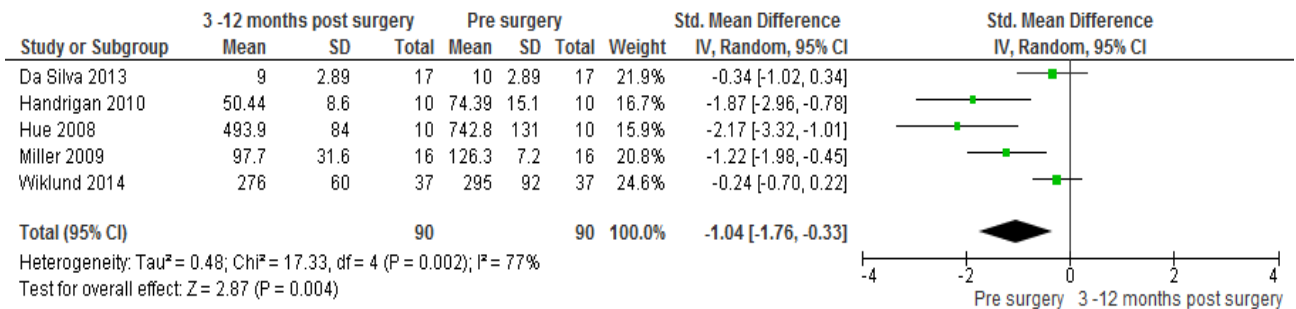 3 -12 months post surgery Pre surgery Std. Mean Difference Std. Mean Difference
Study or Subgroup Mean SD Total Mean SD Total Weight IV, Random, 95% CI IV, Random, 95% CI
Da Silva 2013 9 2.89 17 10 2.89 17 21.9% -0.34 [-1.02, 0.34]
Handrigan 2010 50.44 8.6 10 74.39 15.1 10 16.7% -1.87 [-2.96, -0.78]
Hue 2008 493.9 84 10 742.8 131 10 15.9% -2.17 [-3.32, -1.01]
Miller 2009 97.7 31.6 16 126.3 7.2 16 20.8% -1.22 [-1.98, -0.45]
Wiklund 2014 276 60 37 295 92 37 24.6% -0.24 [-0.70, 0.22]
Total (95% CI) 90 90 100.0% -1.04 [-1.76, -0.33]
Heterogeneity: Tau² = 0.48; Chi² = 17.33, df = 4 (P = 0.002); I² = 77%
Test for overall effect: Z = 2.87 (P = 0.004)
-4 -2 0 2 4
Pre surgery 3 -12 months post surgery